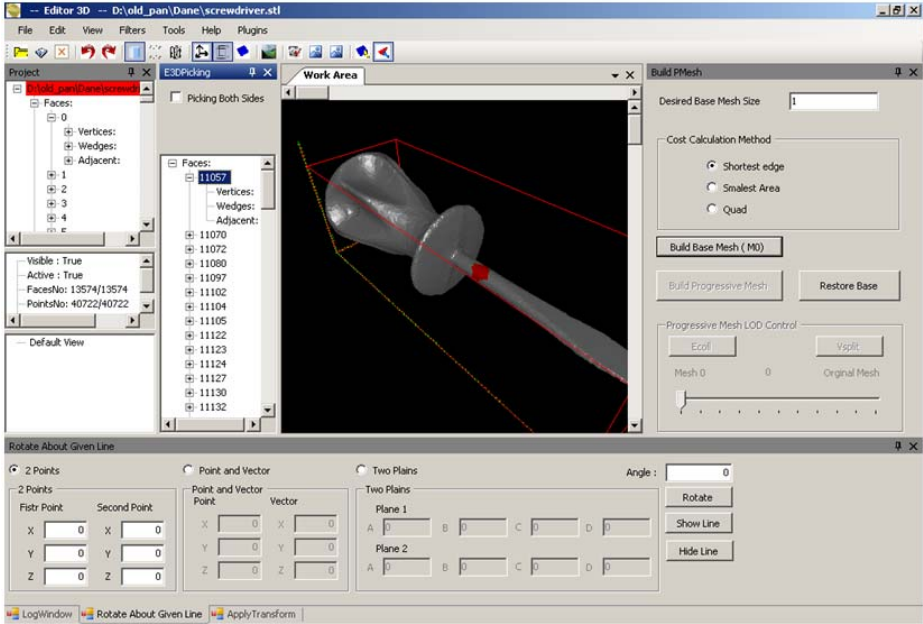 -- Editor 3D -- D:\old_pan\Dane\screwdriver.stl
File Edit View Filters Tools Help Plugins
Project
D:\old_pan\Dane\screwdr
Faces:
0
Vertices:
Wedges:
Adjacent:
1
2
3
4
5
Visible : True
Active : True
FacesNo: 13574/13574
PointsNo: 40722/40722
Default View
E3DPicking
Picking Both Sides
Faces:
11057
Vertices:
Wedges:
Adjacent:
11070
11072
11080
11097
11102
11104
11105
11122
11123
11124
11127
11130
11132
Work Area
Build PMesh
Desired Base Mesh Size 1
Cost Calculation Method
Shortest edge
Smalest Area
Quad
Build Base Mesh ( M0)
Build Progressive Mesh Restore Base
Progressive Mesh LOD Control
Ecoll Vsplit
Mesh 0 0 Orginal Mesh
Rotate About Given Line
2 Points Point and Vector Two Plains Angle : 0
2 Points
Fistr Point Second Point
X 0 X 0
Y 0 Y 0
Z 0 Z 0
Point and Vector
Point Vector
X 0 X 0
Y 0 Y 0
Z 0 Z 0
Two Plains
Plane 1
A 0 B 0 C 0 D 0
Plane 2
A 0 B 0 C 0 D 0
Rotate
Show Line
Hide Line
LogWindow Rotate About Given Line ApplyTransform